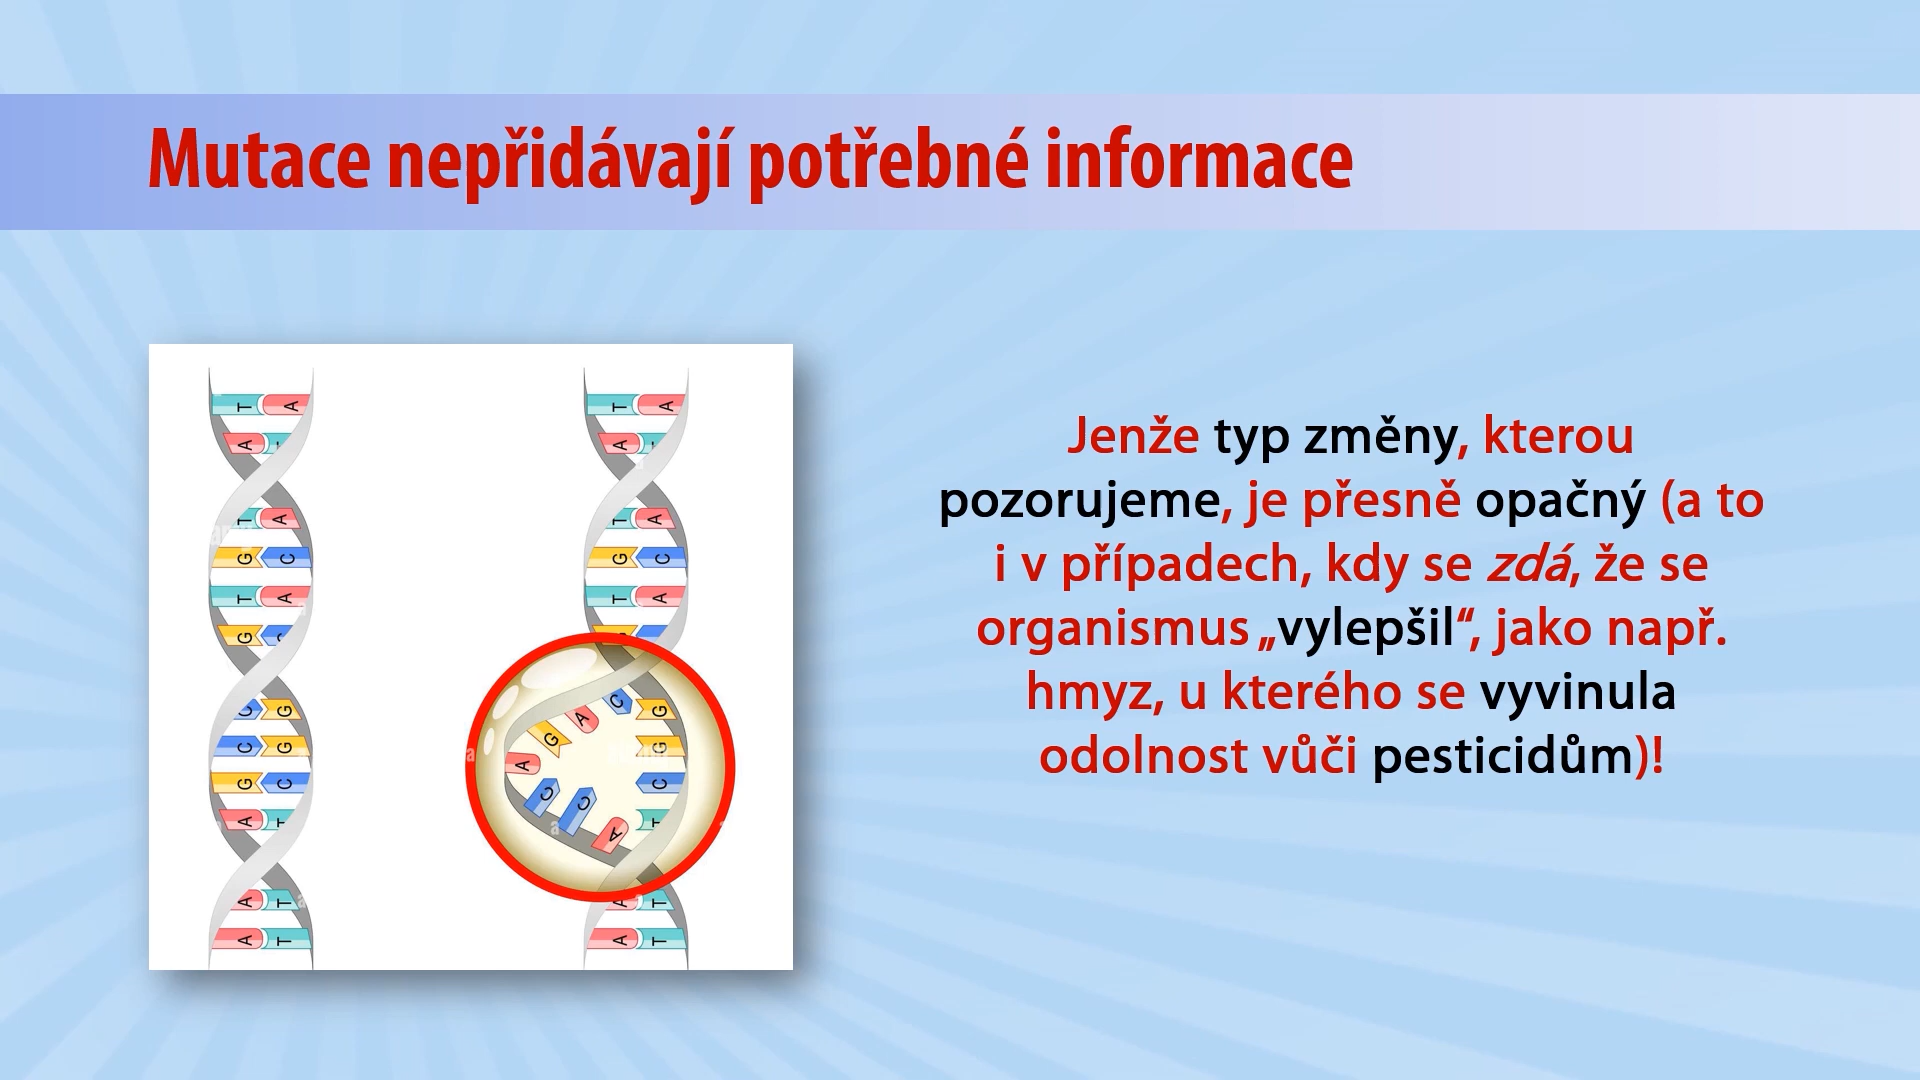 Mutace nepřidávají potřebné informace
Jenže typ změny, kterou
pozorujeme, je přesně opačný (a to
i v případech, kdy se zdá, že se
organismus „vylepšil“, jako např.
hmyz, u kterého se vyvinula
odolnost vůči pesticidům)!
T A
A
T A
G C
T A
G C
C G
C G
G C
A T
A T
A T
T A
A
T A
G C
T A
C G
A
G
A G
C C
C
A T
A T
A T